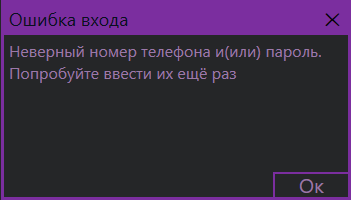 Ошибка входа
Неверный номер телефона и(или) пароль.
Попробуйте ввести их ещё раз
Ок